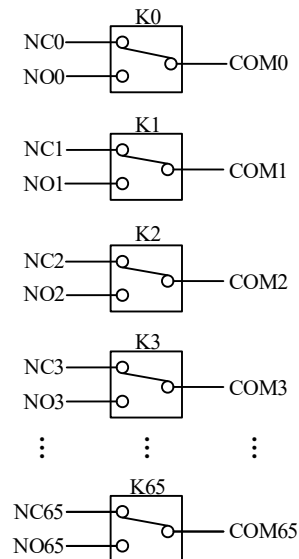 K0
NC0
COM0
NO0
K1
NC1
COM1
NO1
K2
NC2
COM2
NO2
K3
NC3
COM3
NO3
K65
NC65
COM65
NO65